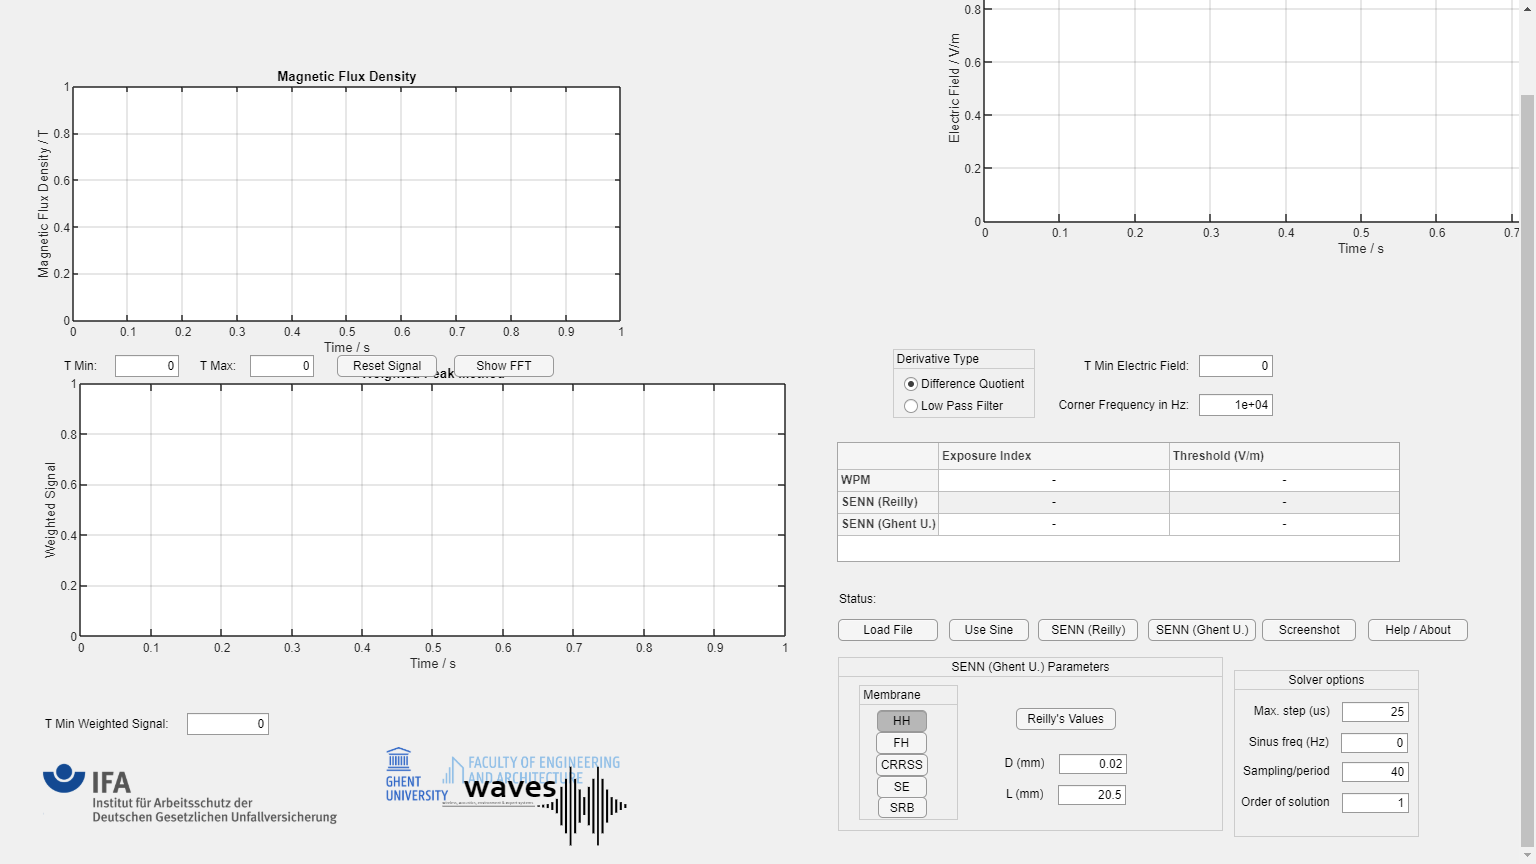 Magnetic Flux Density
Magnetic Flux Density / T
1
0.8
0.6
0.4
0.2
0
0 0.1 0.2 0.3 0.4 0.5 0.6 0.7 0.8 0.9 1
Time / s
T Min: 0 T Max: 0 Reset Signal Show FFT
Weighted Peak Method
Weighted Signal
1
0.8
0.6
0.4
0.2
0
0 0.1 0.2 0.3 0.4 0.5 0.6 0.7 0.8 0.9 1
Time / s
T Min Weighted Signal: 0
IFA
Institut für Arbeitsschutz der
Deutschen Gesetzlichen Unfallversicherung
GHENT
UNIVERSITY
FACULTY OF ENGINEERING
AND ARCHITECTURE
waves
Electric Field / V/m
0.8
0.6
0.4
0.2
0
0 0.1 0.2 0.3 0.4 0.5 0.6 0.7
Time / s
Derivative Type
Difference Quotient
Low Pass Filter
T Min Electric Field: 0
Corner Frequency in Hz: 1e+04
Exposure Index Threshold (V/m)
WPM - -
SENN (Reilly) - -
SENN (Ghent U.) - -
Status:
Load File Use Sine SENN (Reilly) SENN (Ghent U.) Screenshot Help / About
SENN (Ghent U.) Parameters
Membrane
HH
FH
CRRSS
SE
SRB
Reilly's Values
D (mm) 0.02
L (mm) 20.5
Solver options
Max. step (us) 25
Sinus freq (Hz) 0
Sampling/period 40
Order of solution 1